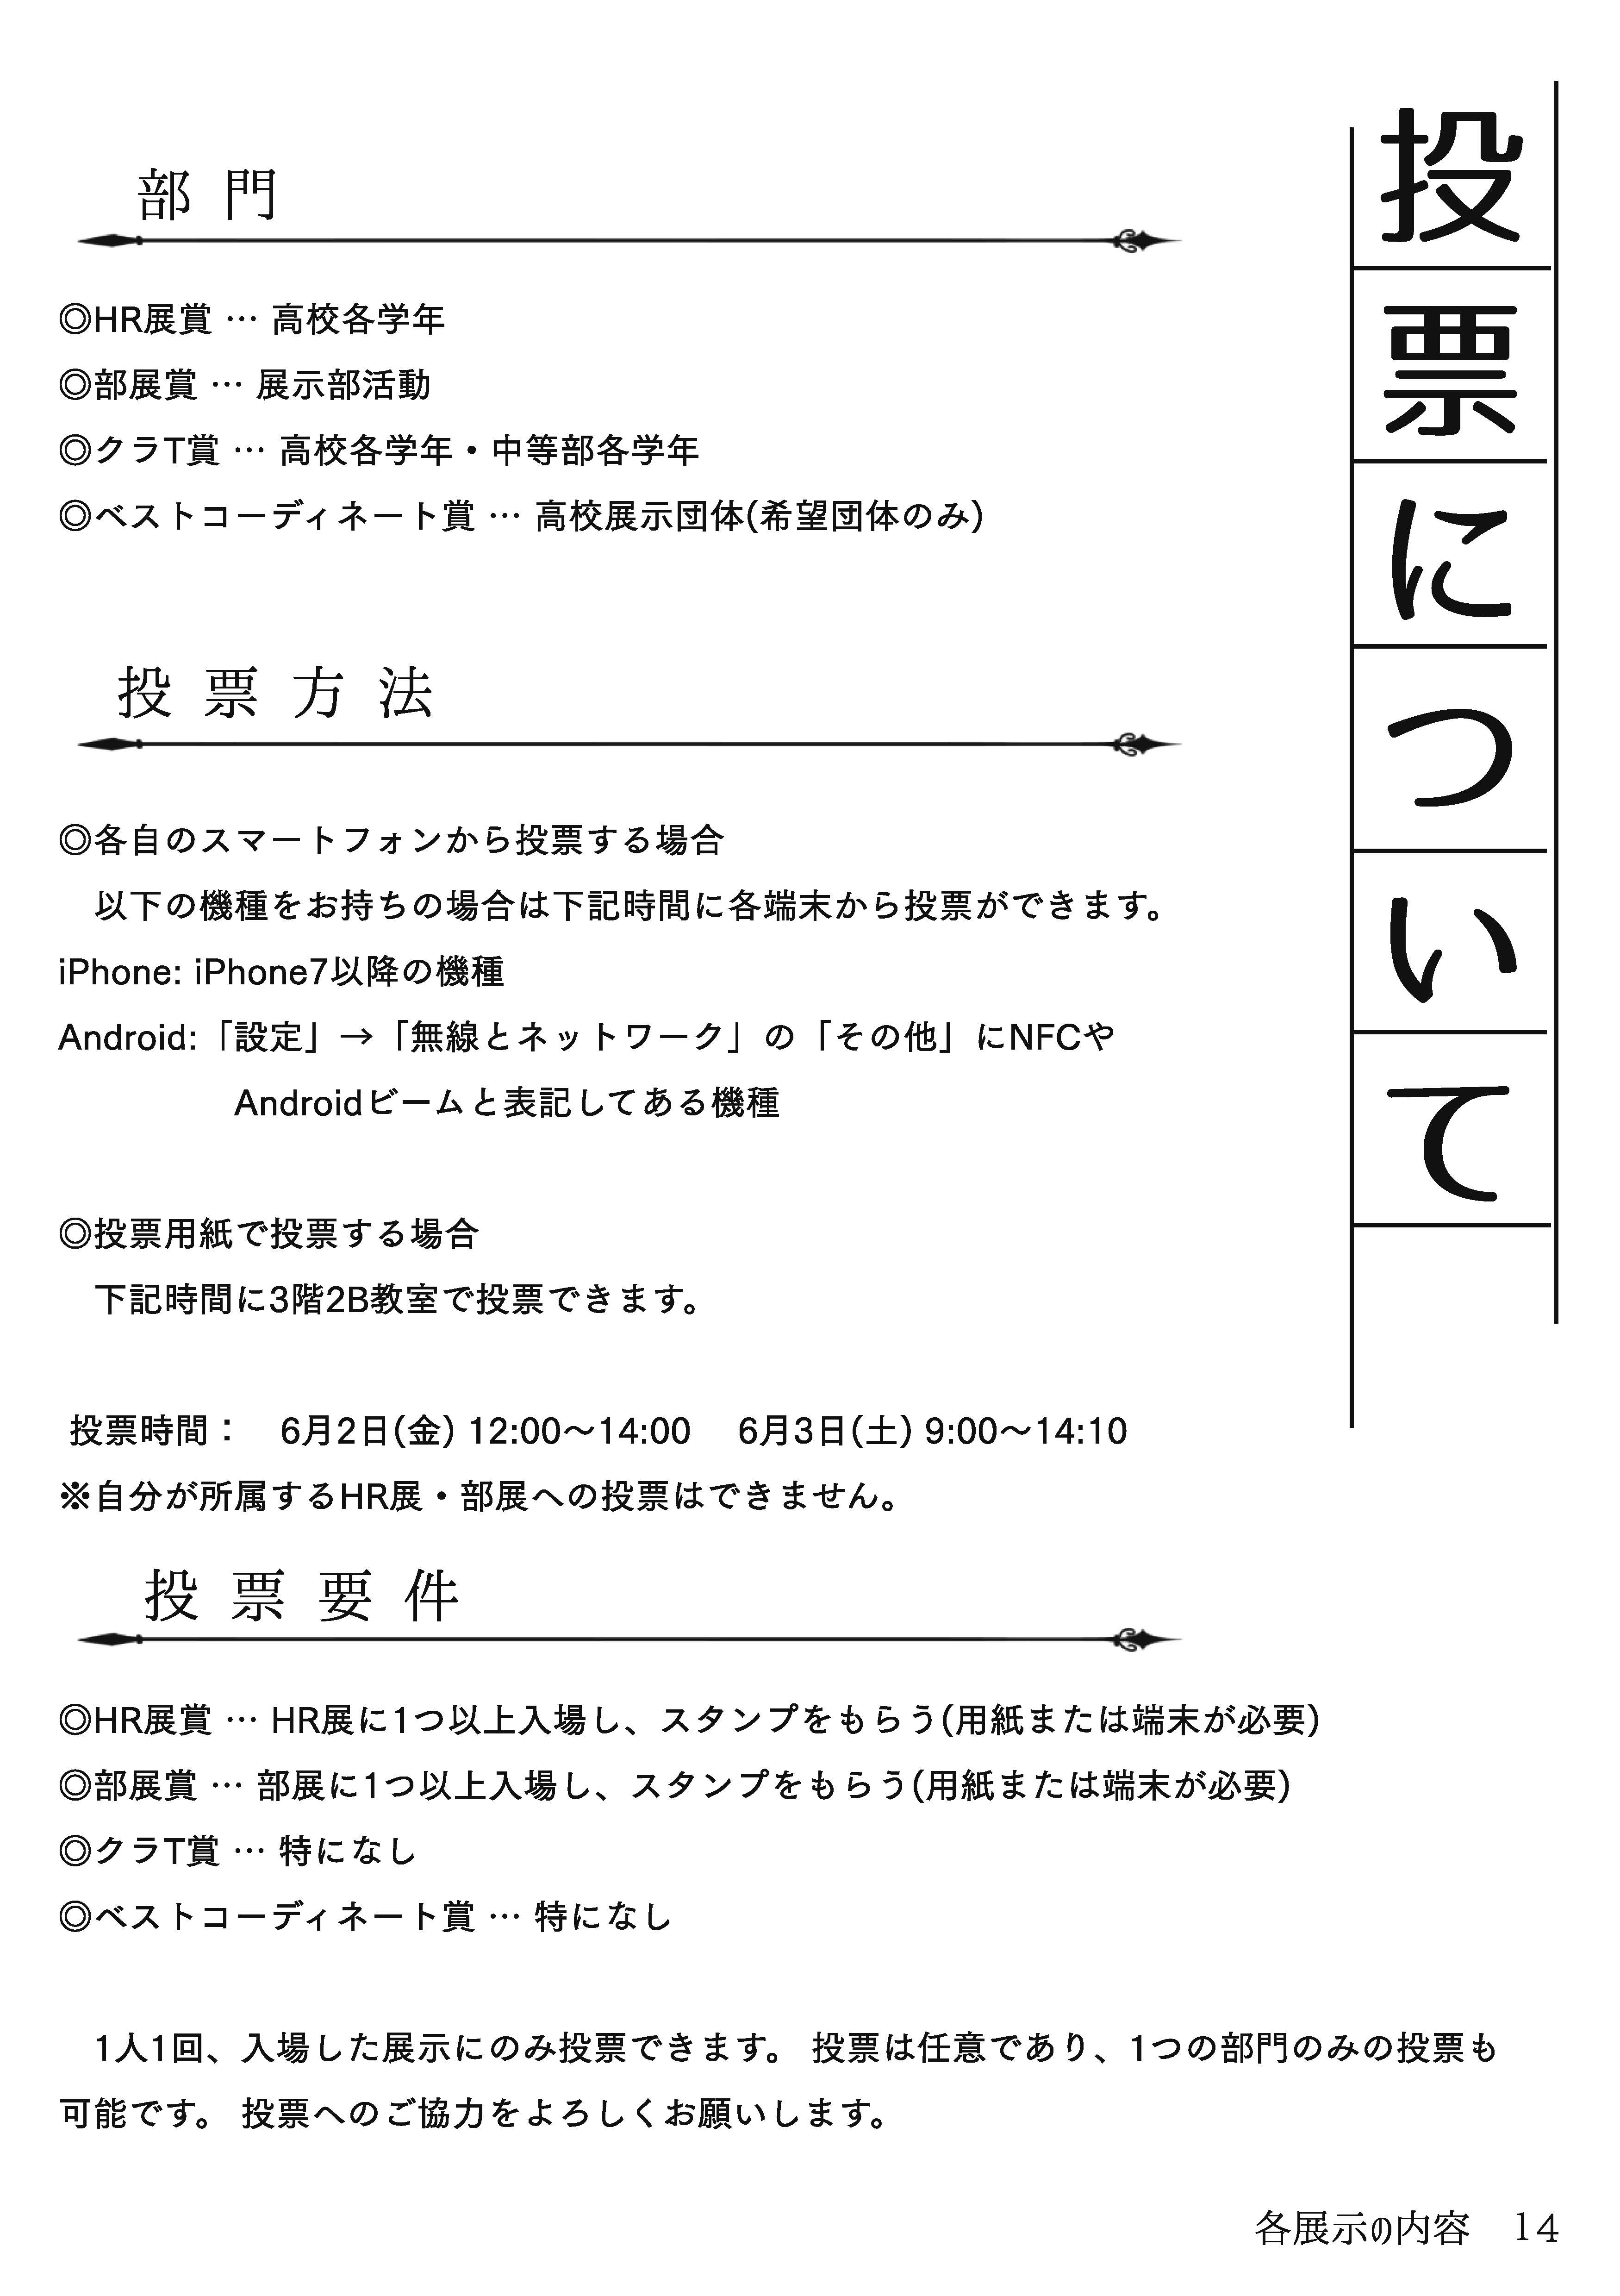 投票について
部門
◎HR展賞 … 高校各学年
◎部展賞 … 展示部活動
◎クラT賞 … 高校各学年・中等部各学年
◎ベストコーディネート賞 … 高校展示団体(希望団体のみ)
投票方法
◎各自のスマートフォンから投票する場合
　以下の機種をお持ちの場合は下記時間に各端末から投票ができます。
iPhone: iPhone7以降の機種
Android:「設定」→「無線とネットワーク」の「その他」にNFCや
Androidビームと表記してある機種
◎投票用紙で投票する場合
　下記時間に3階2B教室で投票できます。
投票時間：　6月2日(金) 12:00〜14:00　6月3日(土) 9:00〜14:10
※自分が所属するHR展・部展への投票はできません。
投票要件
◎HR展賞 … HR展に1つ以上入場し、スタンプをもらう(用紙または端末が必要)
◎部展賞 … 部展に1つ以上入場し、スタンプをもらう(用紙または端末が必要)
◎クラT賞 … 特になし
◎ベストコーディネート賞 … 特になし
　1人1回、入場した展示にのみ投票できます。 投票は任意であり、1つの部門のみの投票も
可能です。 投票へのご協力をよろしくお願いします。
各展示の内容　14